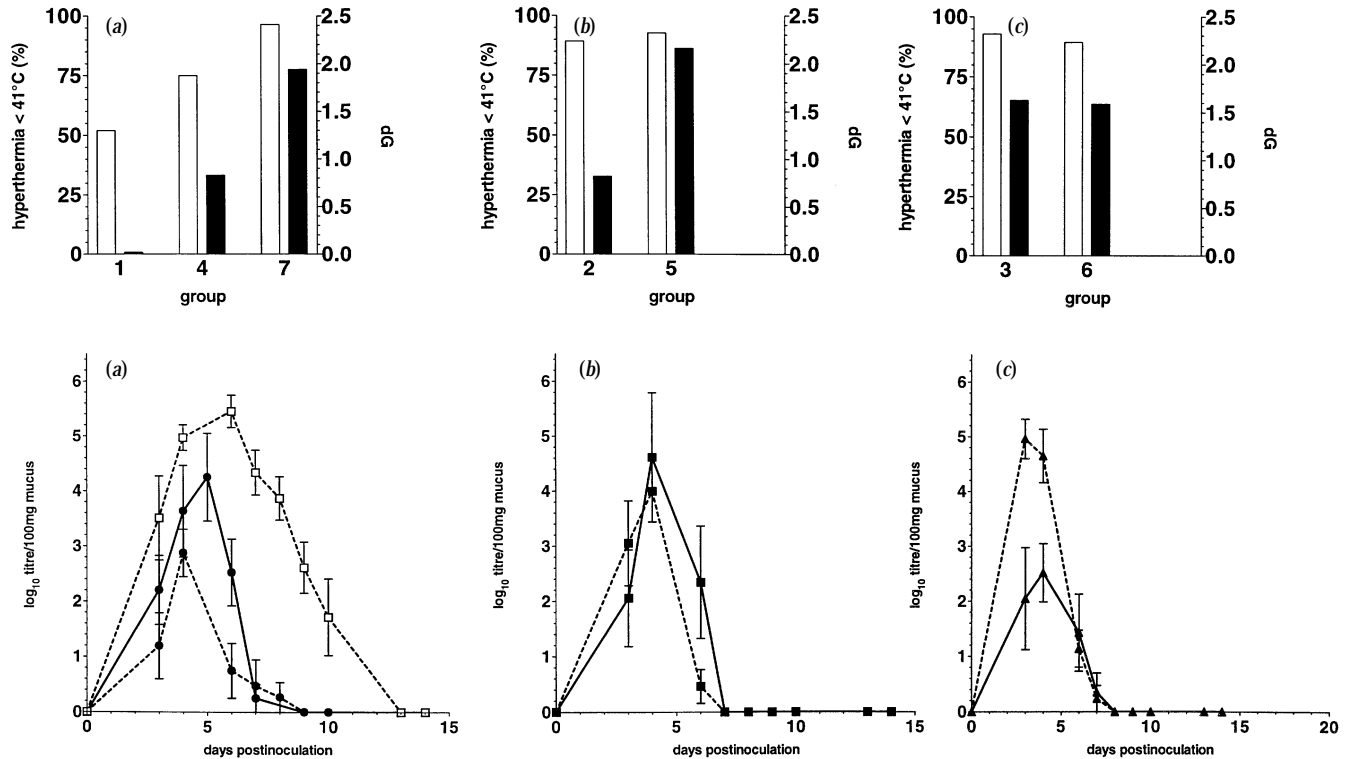 (a)
100
75
50
25
0
hyperthermia < 41°C (%)
2.5
2.0
1.5
1.0
0.5
0.0
dG
1 4 7
group
(b)
100
75
50
25
0
hyperthermia < 41°C (%)
2.5
2.0
1.5
1.0
0.5
0.0
dG
2 5
group
(c)
100
75
50
25
0
hyperthermia < 41°C (%)
2.5
2.0
1.5
1.0
0.5
0.0
dG
3 6
group
(a)
6
5
4
3
2
1
0
log10 titre/100mg mucus
0 5 10 15
days postinoculation
(b)
6
5
4
3
2
1
0
log10 titre/100mg mucus
0 5 10 15
days postinoculation
(c)
6
5
4
3
2
1
0
log10 titre/100mg mucus
0 5 10 15 20
days postinoculation